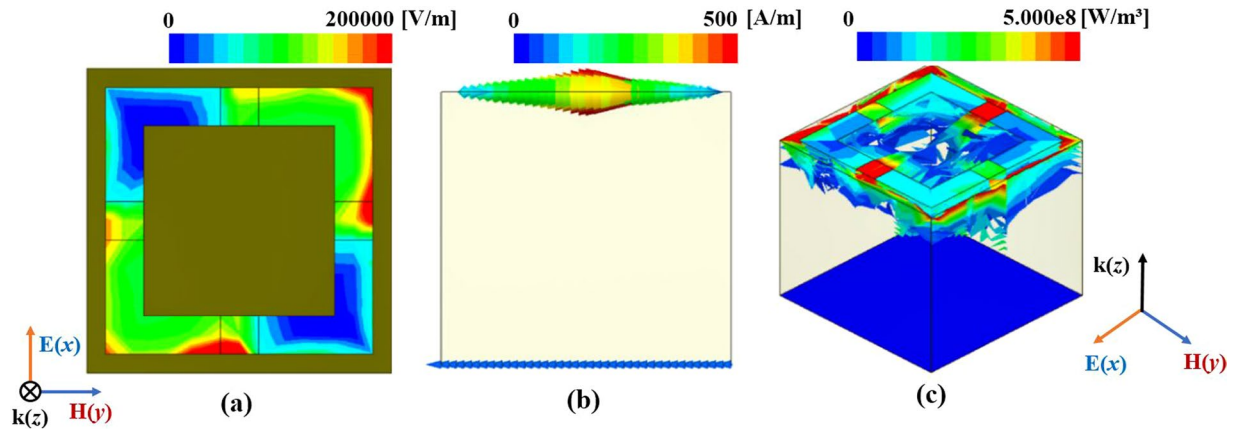 0 200000 [V/m]
0 500 [A/m]
0 5.000e8 [W/m³]
E(x)
k(z)
H(y)
(a)
(b)
(c)
k(z)
E(x)
H(y)